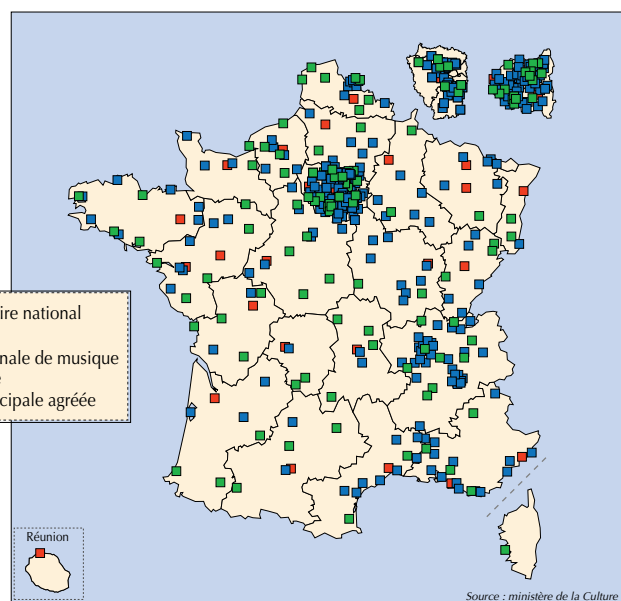 ire national
nale de musique
cipale agréée
Réunion
Source : ministère de la Culture